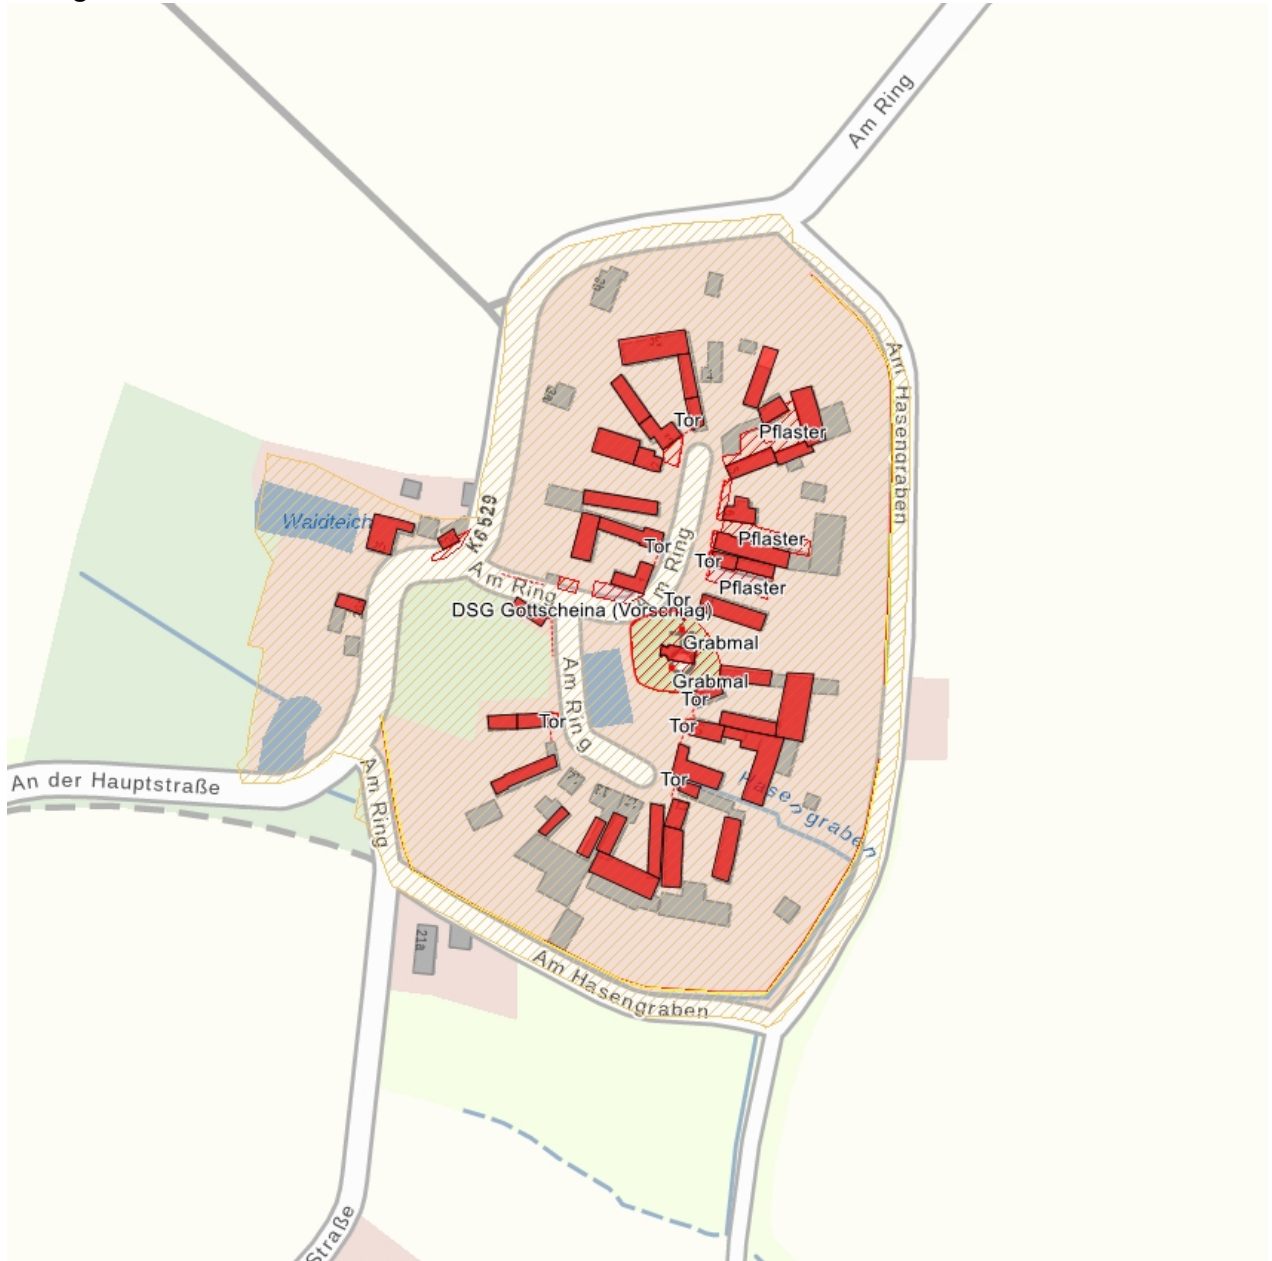 Am Ring
Am Hasengraben
Tor
Pflaster
Waidteich
K6529
Pflaster
Tor
Am Ring
Tor
Am Ring
Pflaster
Tor
DSG Gottscheina (Vorschlag)
Grabmal
Grabmal
Tor
Am Ring
Tor
Tor
Tor
An der Hauptstraße
Am Ring
Hasengraben
21a
Am Hasengraben
Straße